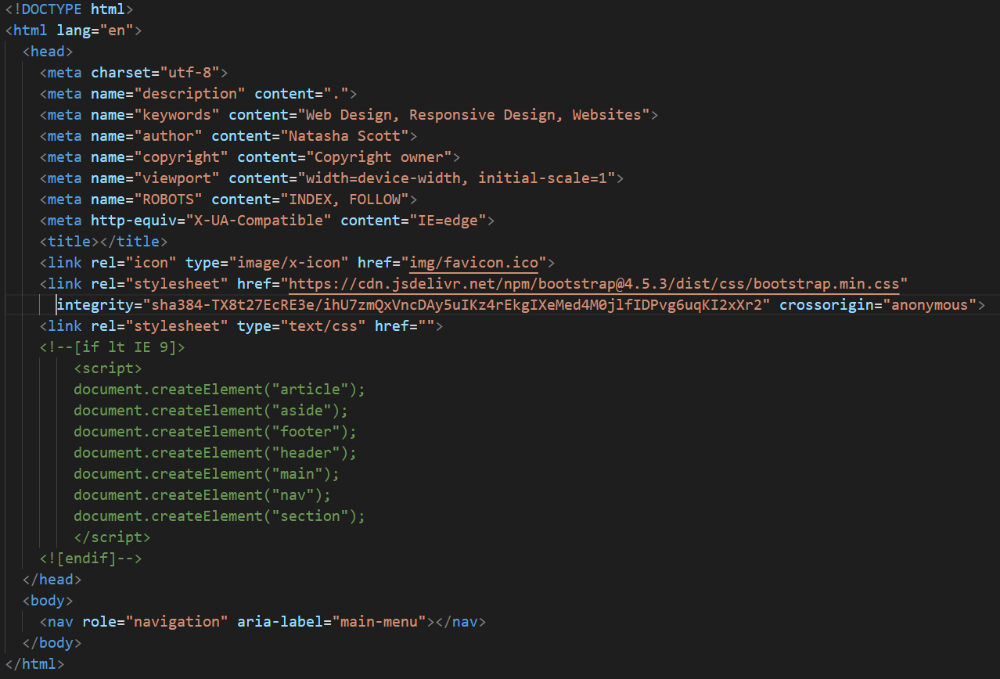 <!DOCTYPE html>
<html lang="en">
  <head>
    <meta charset="utf-8">
    <meta name="description" content=".">
    <meta name="keywords" content="Web Design, Responsive Design, Websites">
    <meta name="author" content="Natasha Scott">
    <meta name="copyright" content="Copyright owner">
    <meta name="viewport" content="width=device-width, initial-scale=1">
    <meta name="ROBOTS" content="INDEX, FOLLOW">
    <meta http-equiv="X-UA-Compatible" content="IE=edge">
    <title></title>
    <link rel="icon" type="image/x-icon" href="img/favicon.ico">
    <link rel="stylesheet" href="https://cdn.jsdelivr.net/npm/bootstrap@4.5.3/dist/css/bootstrap.min.css"
      integrity="sha384-TX8t27EcRE3e/ihU7zmQxVncDAy5uIKz4rEkgIXeMed4M0jlfIDPvg6uqKI2xXr2" crossorigin="anonymous">
    <link rel="stylesheet" type="text/css" href="">
    <!--[if lt IE 9]>
        <script>
        document.createElement("article");
        document.createElement("aside");
        document.createElement("footer");
        document.createElement("header");
        document.createElement("main");
        document.createElement("nav");
        document.createElement("section");
        </script>
    <![endif]-->
  </head>
  <body>
    <nav role="navigation" aria-label="main-menu"></nav>
  </body>
</html>